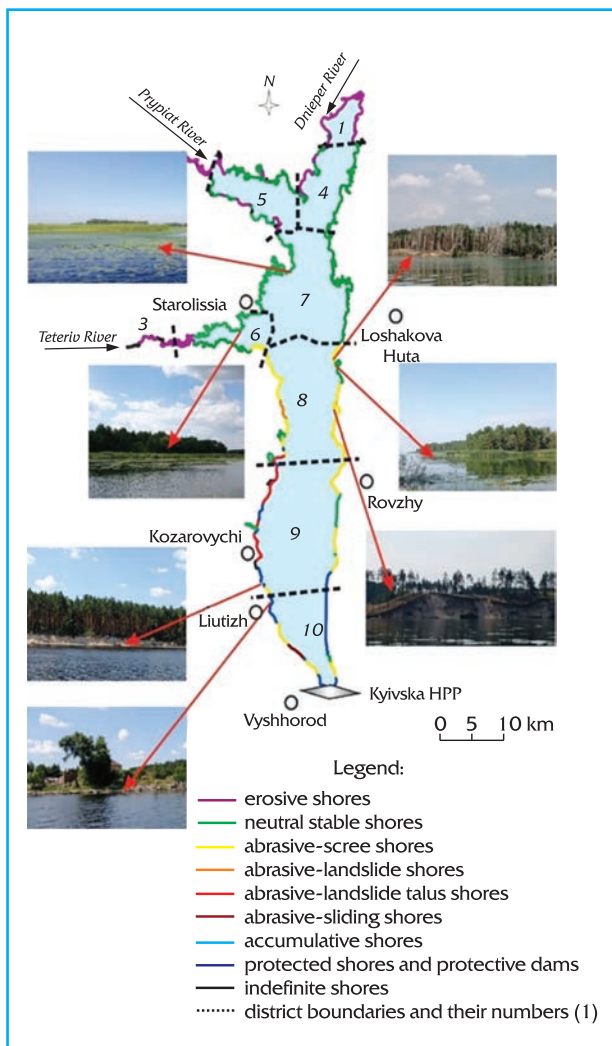 N
Dnieper River
Prypiat River
1
5
4
Starolissia
7
3
Teteriv River
6
Loshakova
Huta
8
Rovzhy
Kozarovychi
9
Liutizh
10
Kyivska HPP
Vyshhorod
0 5 10 km
Legend:
erosive shores
neutral stable shores
abrasive-scree shores
abrasive-landslide shores
abrasive-landslide talus shores
abrasive-sliding shores
accumulative shores
protected shores and protective dams
indefinite shores
district boundaries and their numbers (1)